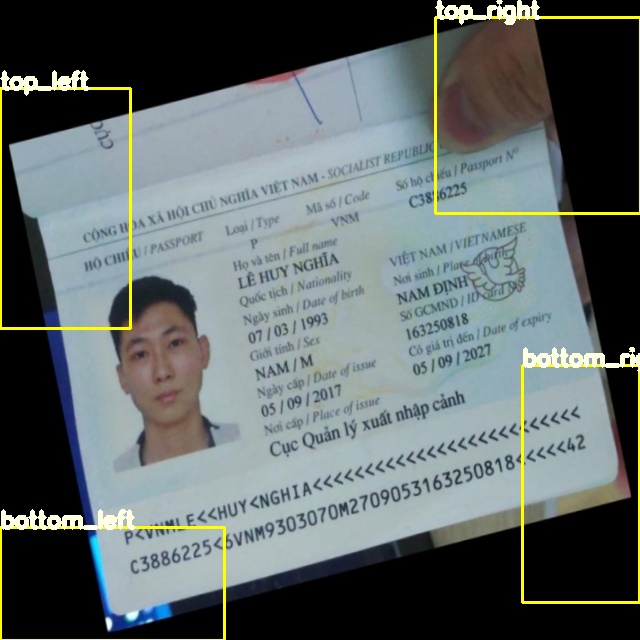 top_right
top_left
CỘNG HÒA XÃ HỘI CHỦ NGHĨA VIỆT NAM - SOCIALIST REPUBLIC
HỘ CHIẾU / PASSPORT
Loại / Type
Mã số / Code
Số hộ chiếu / Passport Nº
P
VNM
C3886225
Họ và tên / Full name
LÊ HUY NGHĨA
Quốc tịch / Nationality
VIỆT NAM / VIETNAMESE
Ngày sinh / Date of birth
Nơi sinh / Place of birth
07 / 03 / 1993
NAM ĐỊNH
Giới tính / Sex
Số GCMND / ID card Nº
NAM / M
163250818
Ngày cấp / Date of issue
Có giá trị đến / Date of expiry
05 / 09 / 2017
05 / 09 / 2027
Nơi cấp / Place of issue
Cục Quản lý xuất nhập cảnh
bottom_ri
bottom_left
P<VNMLE<<HUY<NGHIA<<<<<<<<<<<<<<<<<<<<<<<<<<
C3886225<6VNM9303070M2709053163250818<<<<<42